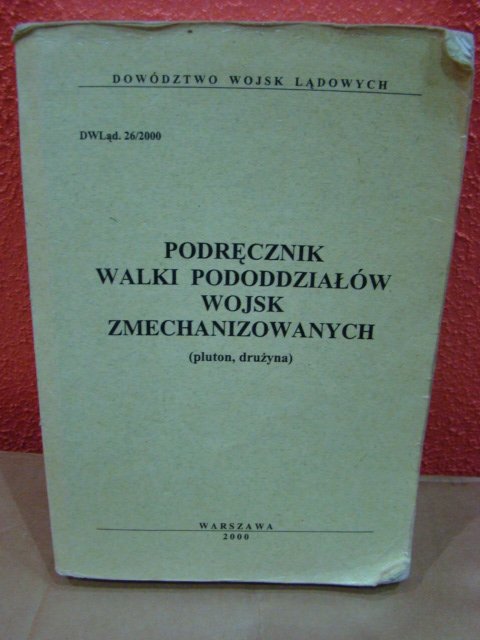 DOWÓDZTWO WOJSK LĄDOWYCH
DWLąd. 26/2000
PODRĘCZNIK
WALKI PODODDZIAŁÓW
WOJSK
ZMECHANIZOWANYCH
(pluton, drużyna)
WARSZAWA
2000